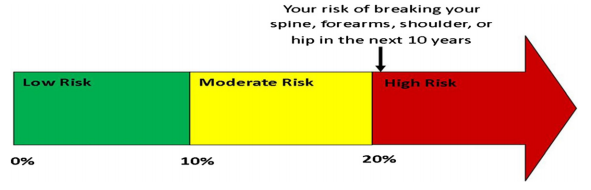 Your risk of breaking your
spine, forearms, shoulder, or
hip in the next 10 years
Low Risk
Moderate Risk
High Risk
0%
10%
20%